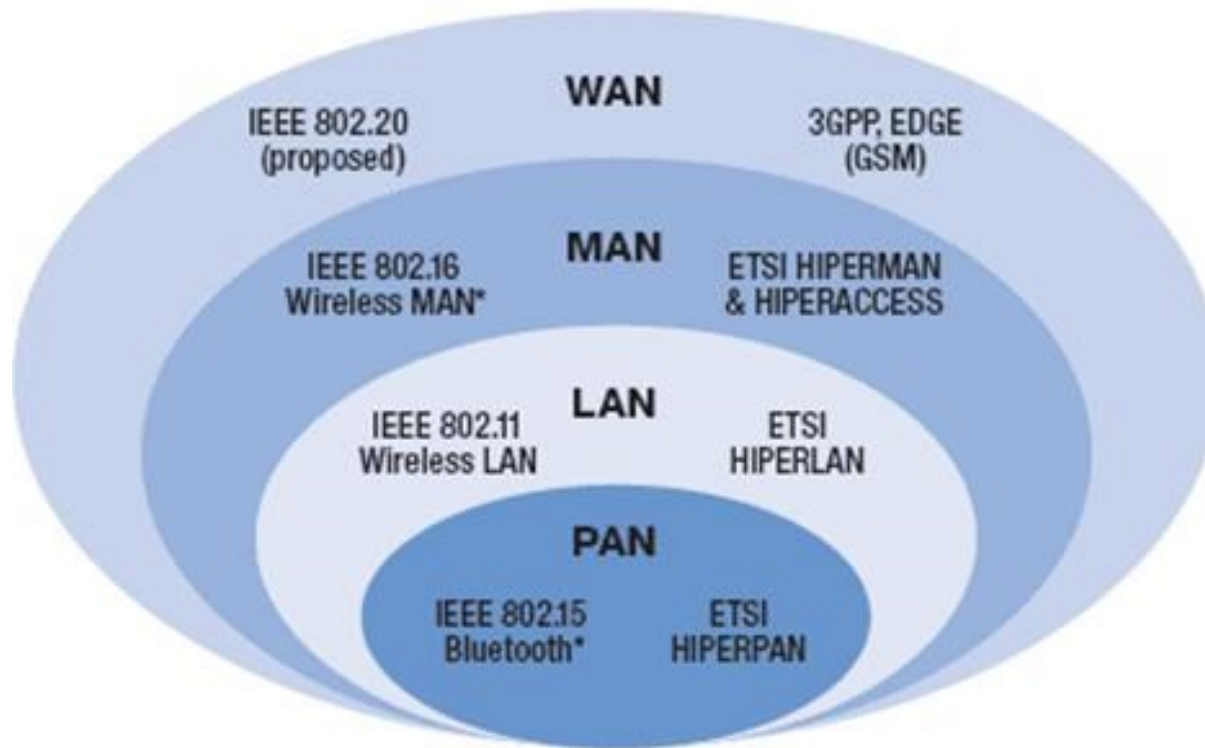 WAN
IEEE 802.20
(proposed)
3GPP, EDGE
(GSM)
MAN
IEEE 802.16
Wireless MAN*
ETSI HIPERMAN
& HIPERACCESS
LAN
IEEE 802.11
Wireless LAN
ETSI
HIPERLAN
PAN
IEEE 802.15
Bluetooth*
ETSI
HIPERPAN